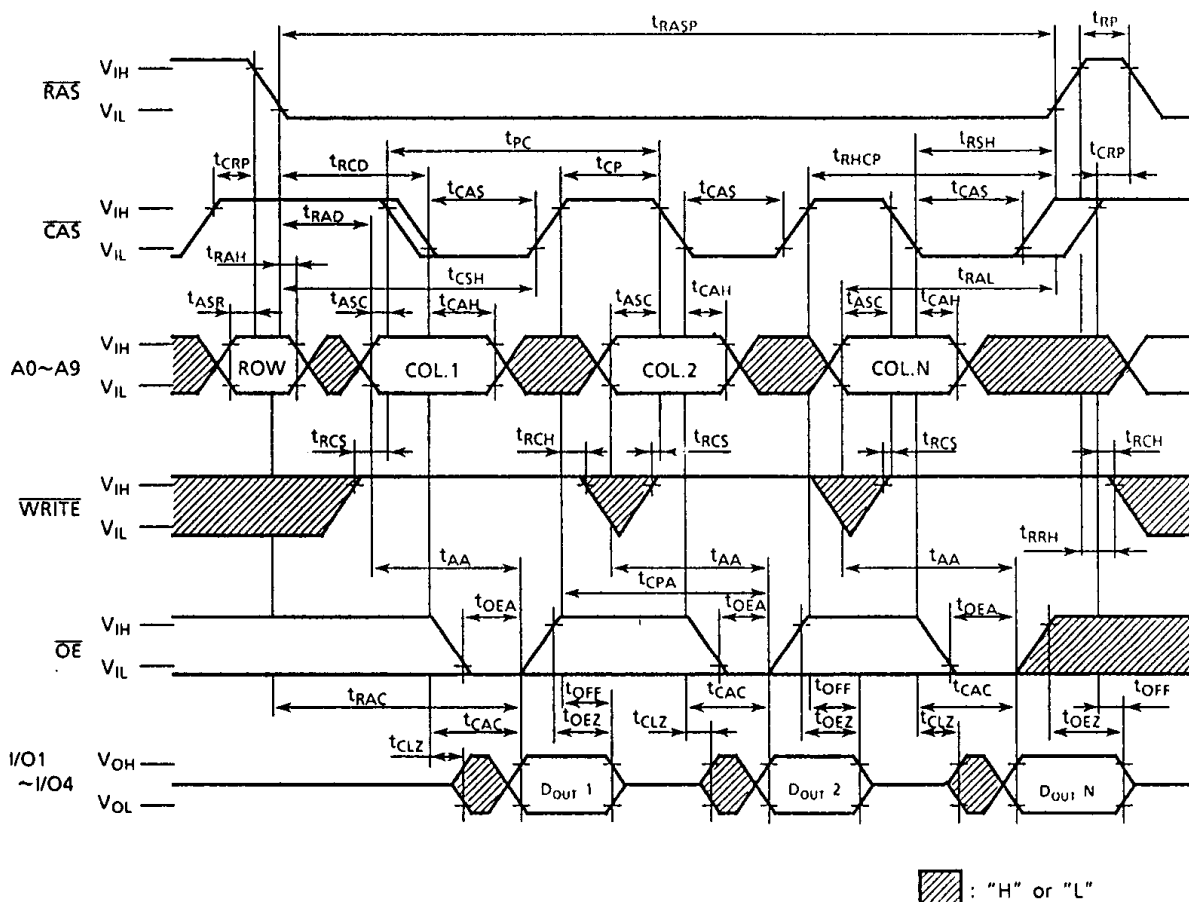 tRASP
tRP
VIH
RAS
VIL
tPC
tRSH
tCRP
tRCD
tCP
tRHCP
tCRP
tCAS
tCAS
tCAS
VIH
CAS
VIL
tRAD
tRAH
tCSH
tRAL
tASR
tASC
tCAH
tASC
tCAH
tASC
tCAH
VIH
A0~A9
VIL
ROW
COL.1
COL.2
COL.N
tRCS
tRCH
tRCS
tRCS
tRCH
VIH
WRITE
VIL
tRRH
tAA
tAA
tAA
tCPA
tOEA
tOEA
tOEA
VIH
OE
VIL
tRAC
tOFF
tCAC
tOFF
tCAC
tOFF
tCAC
tOEZ
tCLZ
tOEZ
tCLZ
tOEZ
tCLZ
I/O1
~I/O4
VOH
VOL
DOUT 1
DOUT 2
DOUT N
: "H" or "L"